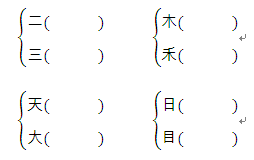 二(    )    木(    )
三(    )    禾(    )
天(    )    日(    )
大(    )    目(    )